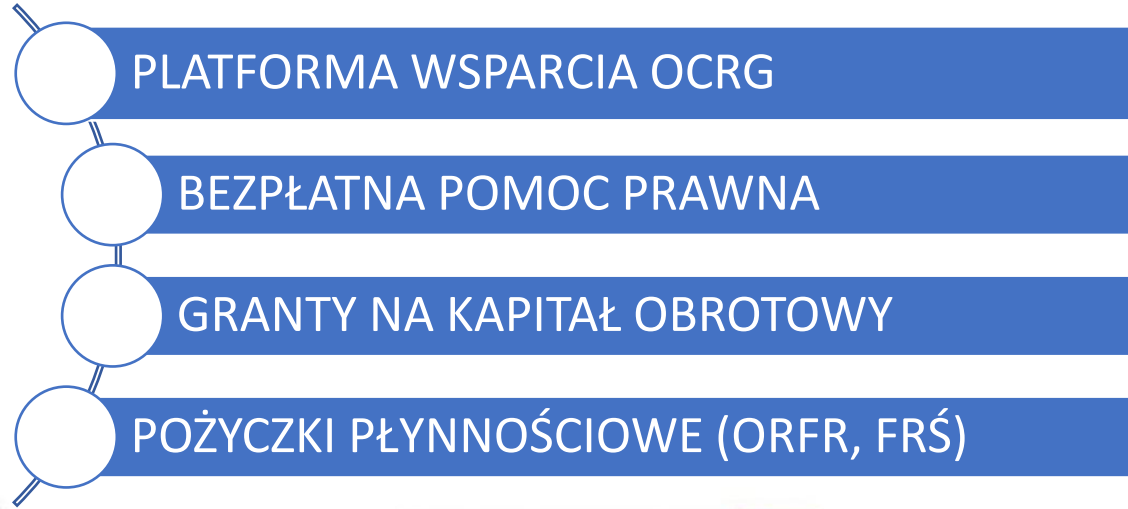 PLATFORMA WSPARCIA OCRG
BEZPŁATNA POMOC PRAWNA
GRANTY NA KAPITAŁ OBROTOWY
POŻYCZKI PŁYNNOŚCIOWE (ORFR, FRŚ)